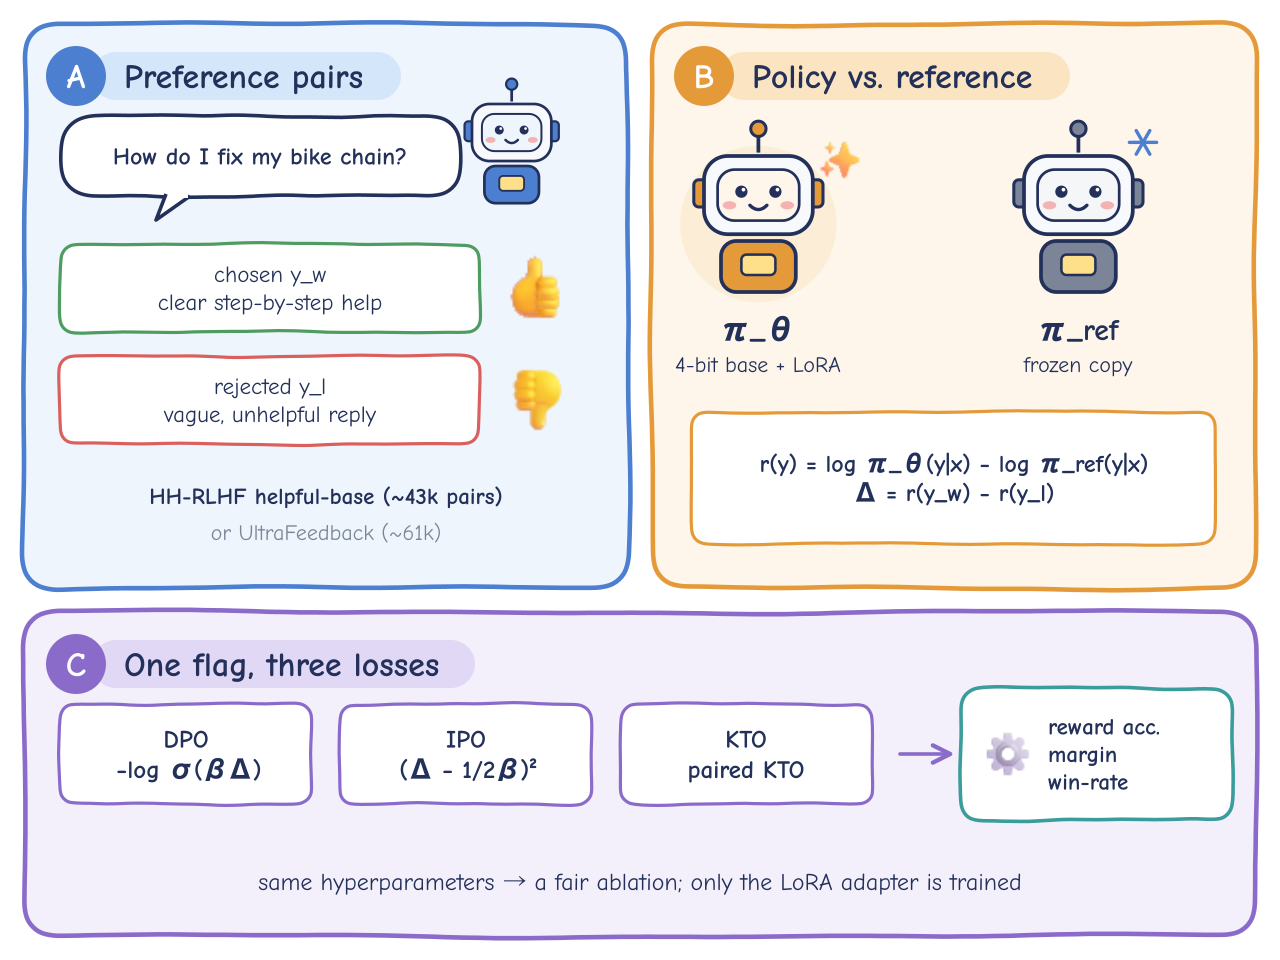 A Preference pairs
How do I fix my bike chain?
chosen y_w
clear step-by-step help
rejected y_l
vague, unhelpful reply
HH-RLHF helpful-base (~43k pairs)
or UltraFeedback (~61k)
B Policy vs. reference
π_θ
4-bit base + LoRA
π_ref
frozen copy
r(y) = log π_θ(y|x) - log π_ref(y|x)
Δ = r(y_w) - r(y_l)
C One flag, three losses
DPO
-log σ(βΔ)
IPO
(Δ - 1/2β)²
KTO
paired KTO
reward acc.
margin
win-rate
same hyperparameters → a fair ablation; only the LoRA adapter is trained